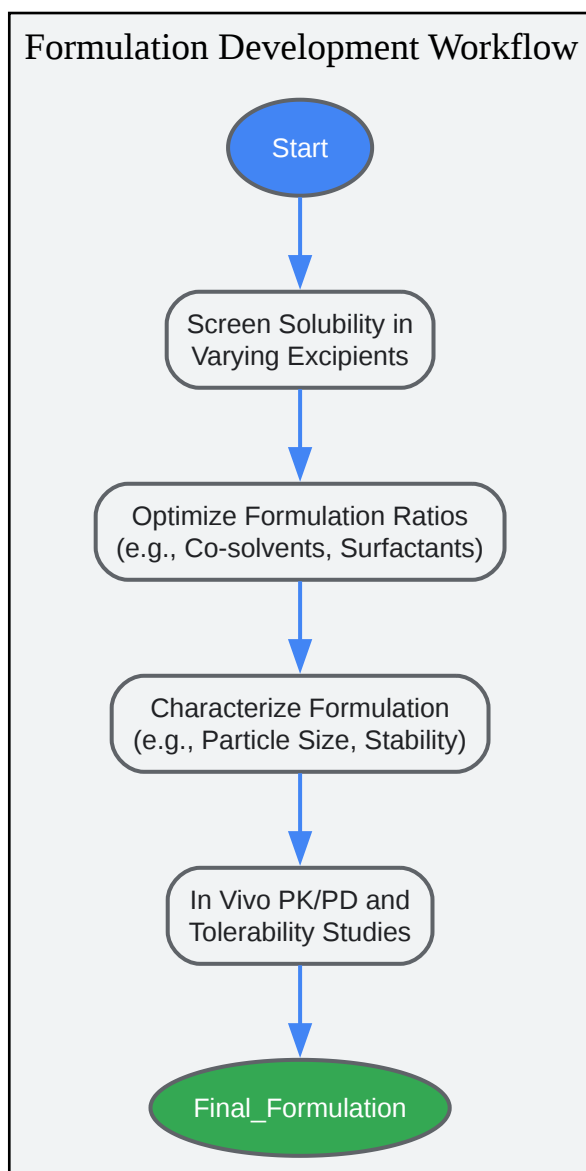 Formulation Development Workflow
Start
Screen Solubility in
Varying Excipients
Optimize Formulation Ratios
(e.g., Co-solvents, Surfactants)
Characterize Formulation
(e.g., Particle Size, Stability)
In Vivo PK/PD and
Tolerability Studies
Final_Formulation